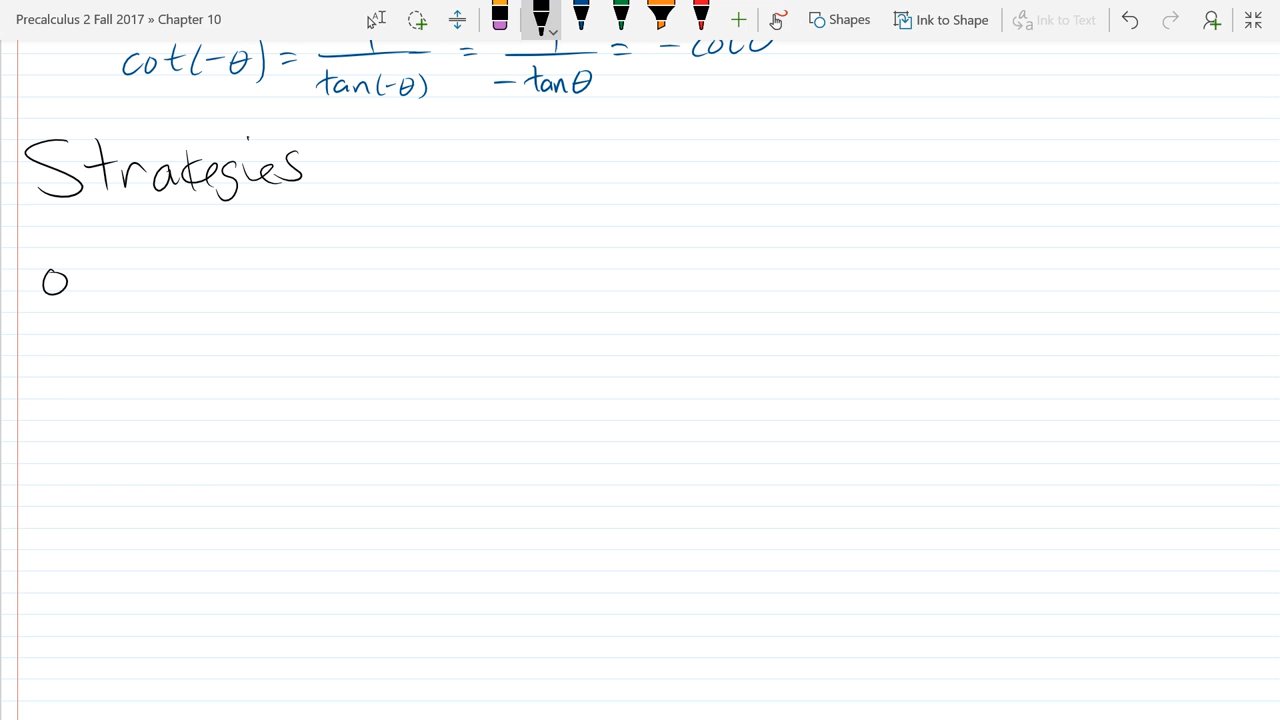 Precalculus 2 Fall 2017 » Chapter 10
Shapes
Ink to Shape
Ink to Text
cot(-θ) = 1/tan(-θ) = 1/-tanθ = -cotθ
Strategies
O